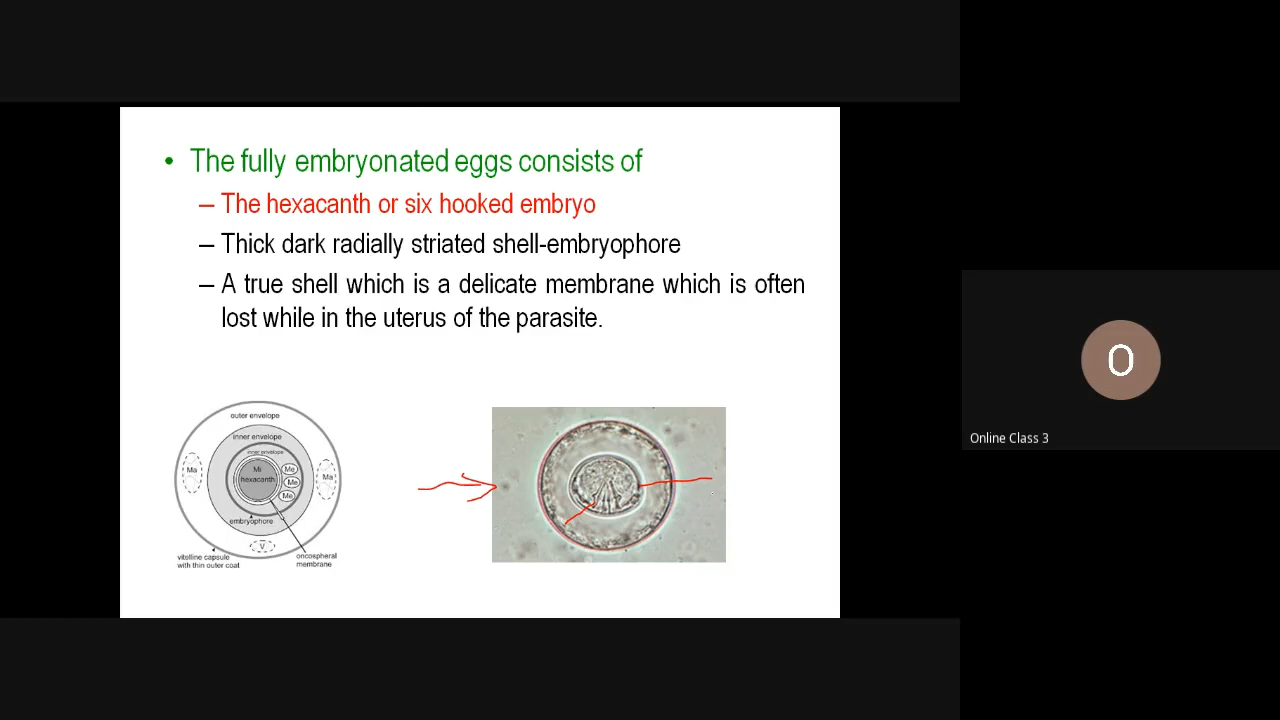 • The fully embryonated eggs consists of
– The hexacanth or six hooked embryo
– Thick dark radially striated shell-embryophore
– A true shell which is a delicate membrane which is often
lost while in the uterus of the parasite.
outer envelope
inner envelope
inner envelope
Ma
Mi
hexacanth
Me
Me
Me
Ma
embryophore
V
vitelline capsule
with thin outer coat
oncospheral
membrane
O
Online Class 3